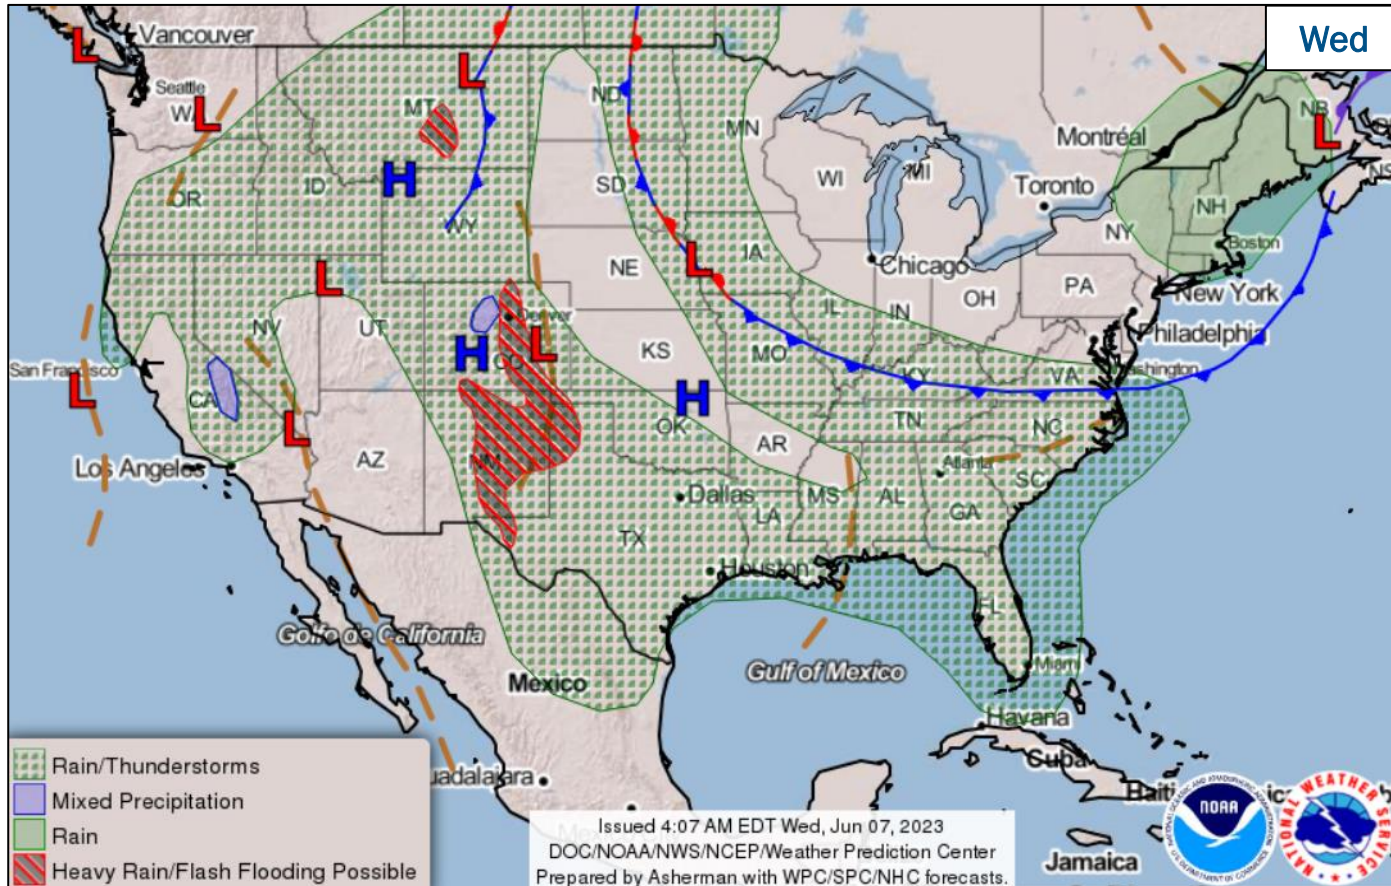 Wed
Vancouver
L
Seattle
L
WA
L
MT
ND
MN
Montréal
NB
L
NS
H
OR
ID
SD
WI
MI
Toronto
NH
WY
NY
Boston
L
NE
L
IA
Chicago
PA
New York
OH
IL
IN
NV
UT
Denver
H
CO
L
KS
MO
Philadelphia
San Francisco
KY
VA
Washington
L
CA
H
L
OK
TN
NC
AR
Los Angeles
AZ
NM
Atlanta
SC
Dallas
MS
AL
LA
GA
TX
Houston
FL
Golfo de California
Gulf of Mexico
Miami
Mexico
Havana
Cuba
Rain/Thunderstorms
Mixed Precipitation
Rain
Heavy Rain/Flash Flooding Possible
uadalajara
Haiti
Jamaica
Issued 4:07 AM EDT Wed, Jun 07, 2023
DOC/NOAA/NWS/NCEP/Weather Prediction Center
Prepared by Asherman with WPC/SPC/NHC forecasts.
NOAA
NATIONAL WEATHER SERVICE